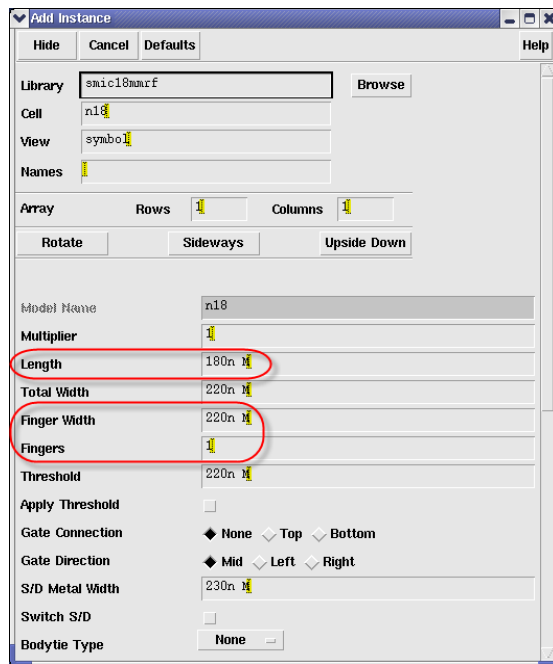 Add Instance
Hide Cancel Defaults Help
Library smic18mmrf Browse
Cell n18
View symbol
Names
Array Rows 1 Columns 1
Rotate Sideways Upside Down
Model Name n18
Multiplier 1
Length 180n M
Total Width 220n M
Finger Width 220n M
Fingers 1
Threshold 220n M
Apply Threshold
Gate Connection None Top Bottom
Gate Direction Mid Left Right
S/D Metal Width 230n M
Switch S/D
Bodytie Type None